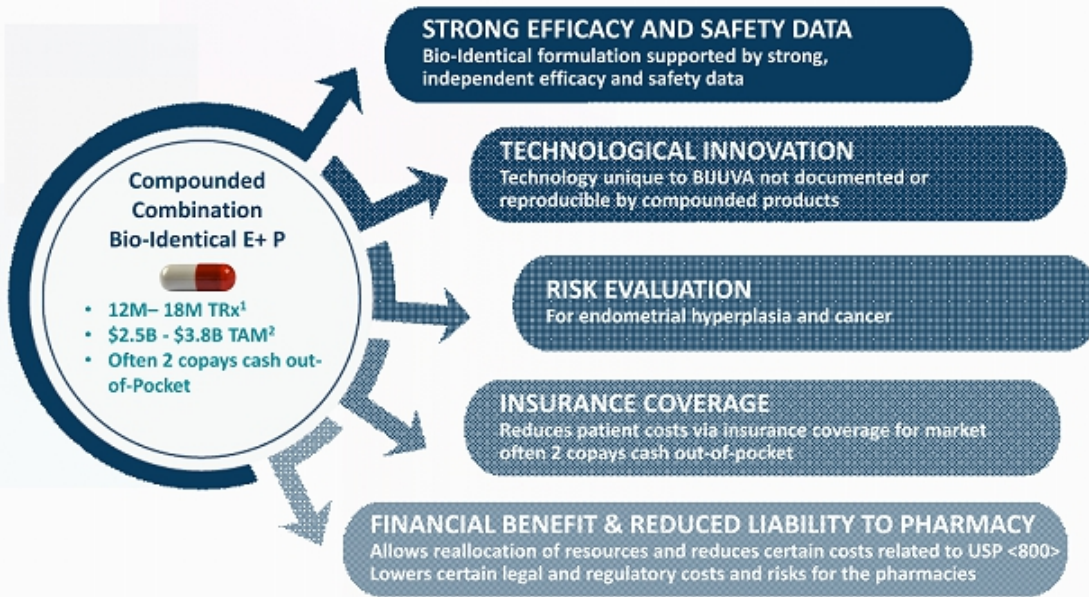 STRONG EFFICACY AND SAFETY DATA
Bio-Identical formulation supported by strong,
independent efficacy and safety data
TECHNOLOGICAL INNOVATION
Technology unique to BIJUVA not documented or
reproducible by compounded products
Compounded
Combination
Bio-Identical E+ P
• 12M– 18M TRx¹
• $2.5B - $3.8B TAM²
• Often 2 copays cash out-
of-Pocket
RISK EVALUATION
For endometrial hyperplasia and cancer
INSURANCE COVERAGE
Reduces patient costs via insurance coverage for market
often 2 copays cash out-of-pocket
FINANCIAL BENEFIT & REDUCED LIABILITY TO PHARMACY
Allows reallocation of resources and reduces certain costs related to USP <800>
Lowers certain legal and regulatory costs and risks for the pharmacies